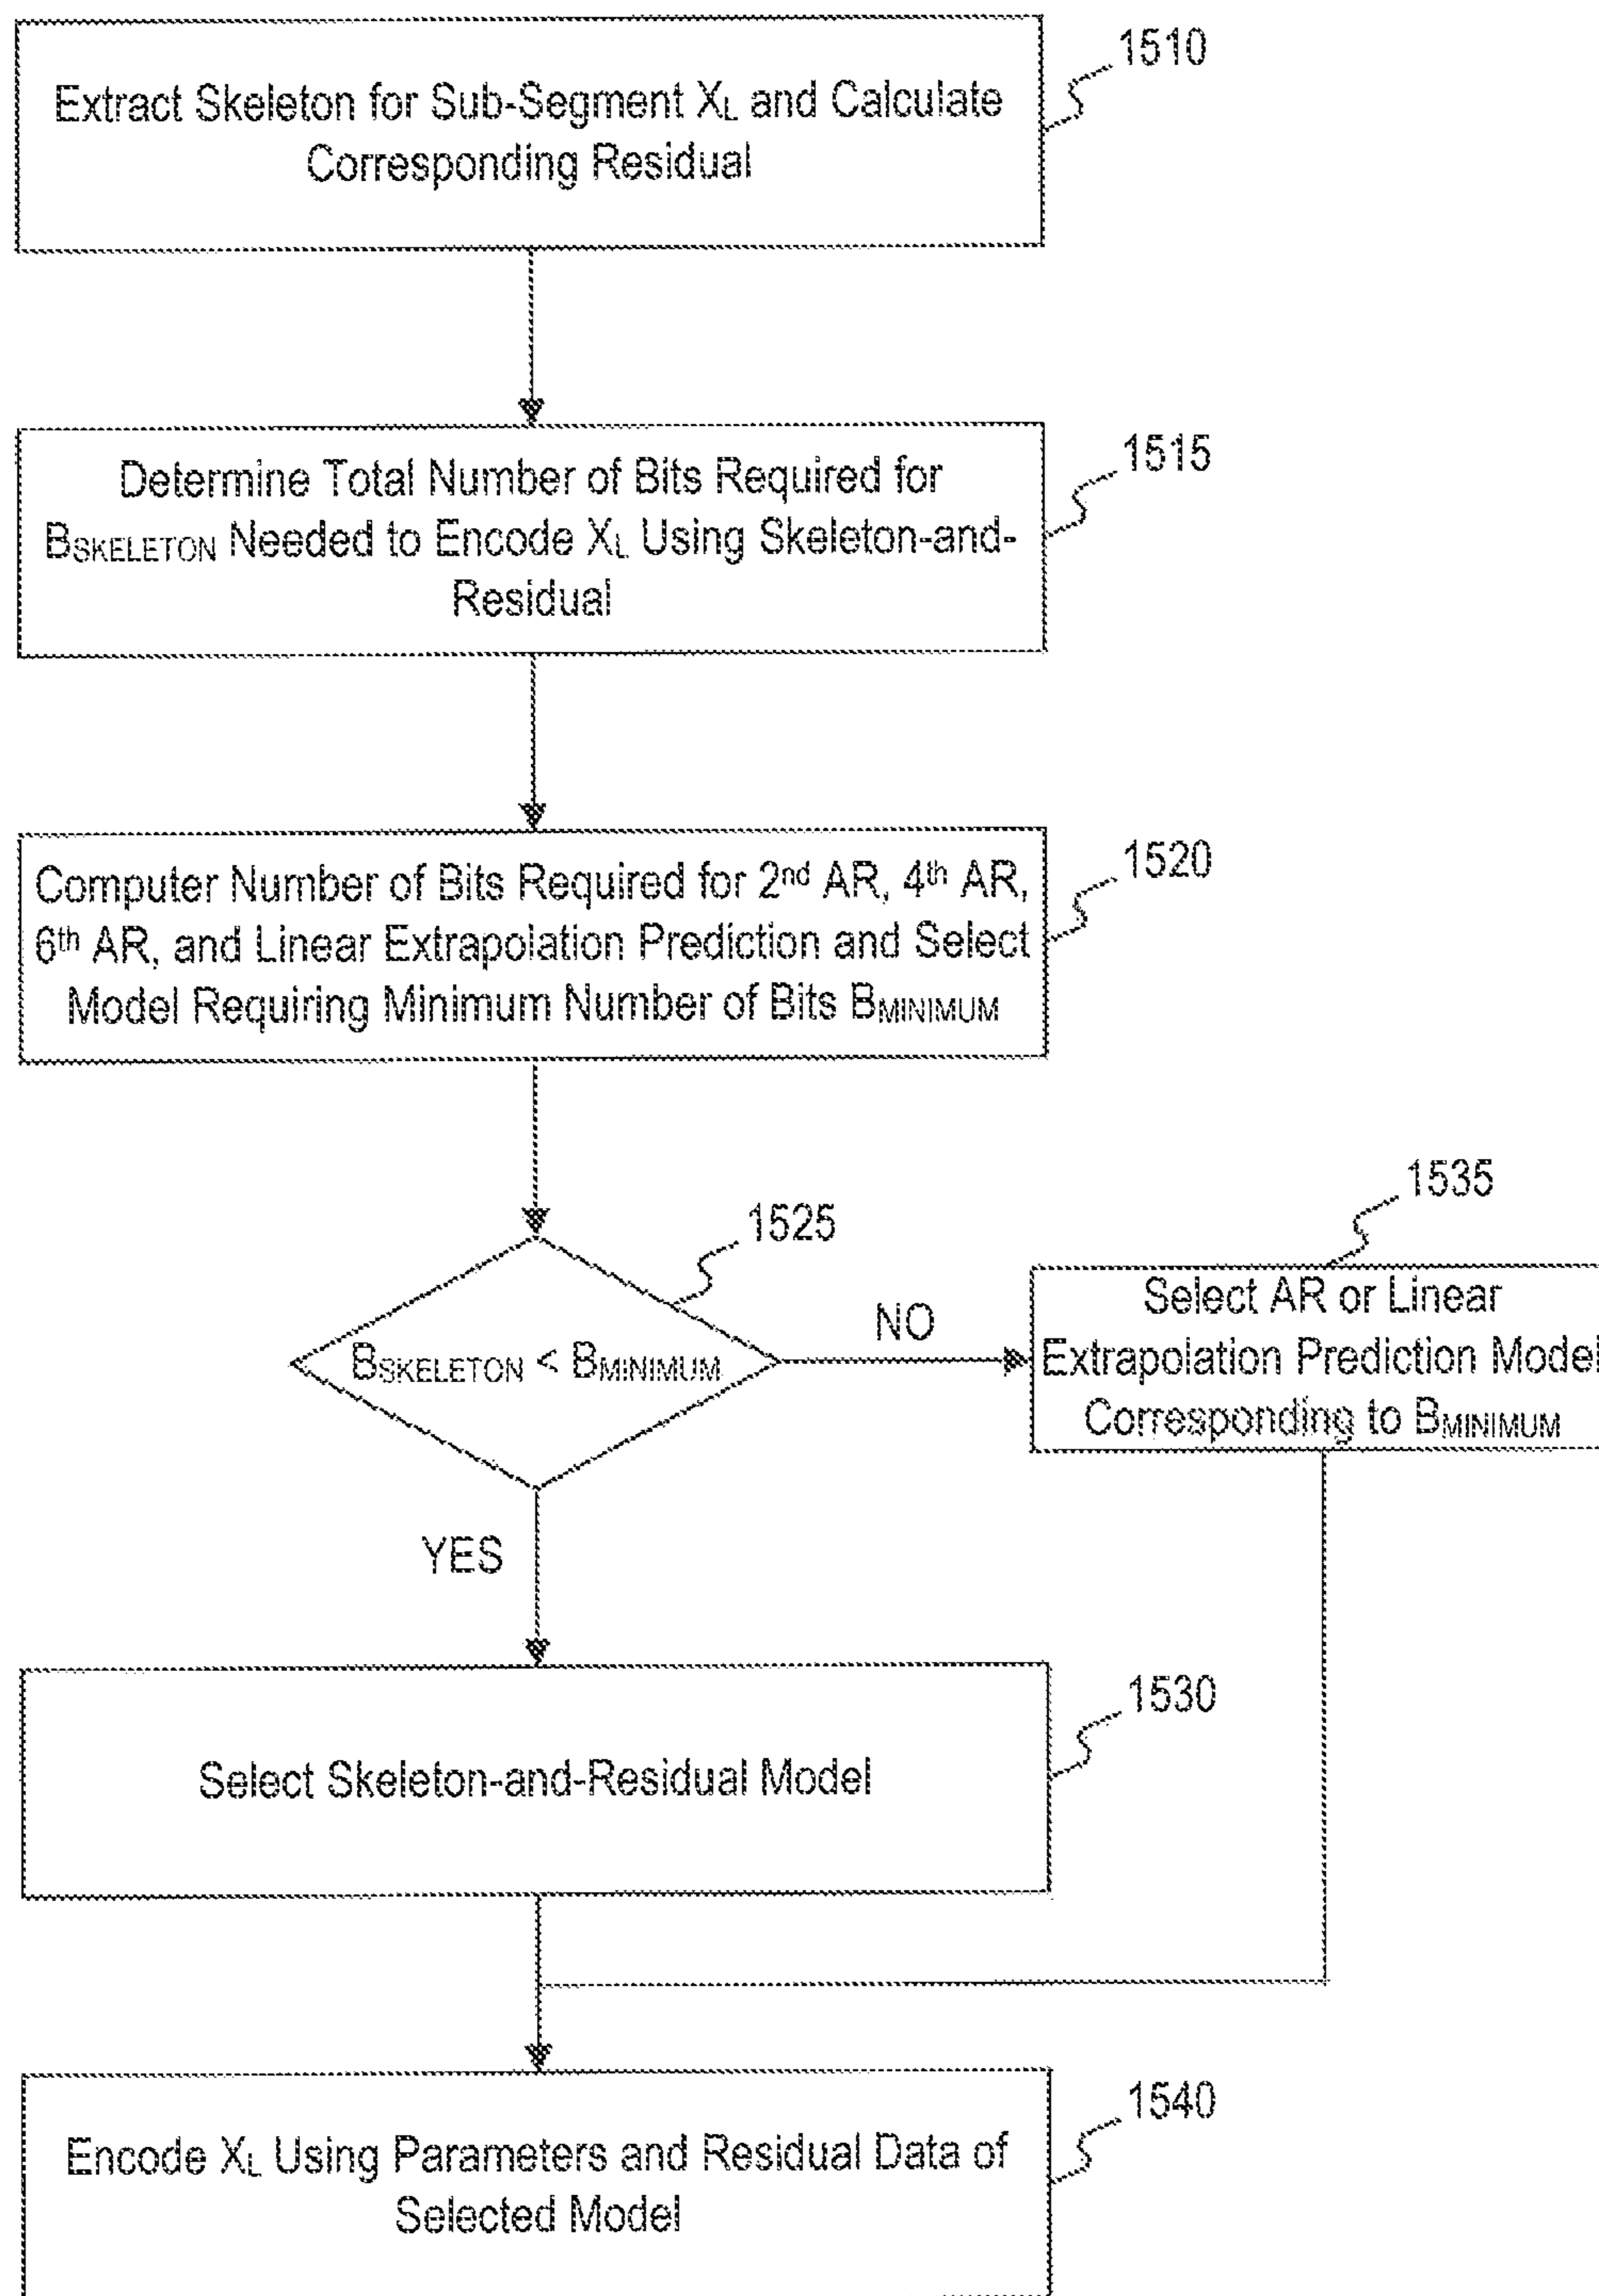 1510
Extract Skeleton for Sub-Segment XL and Calculate
Corresponding Residual
1515
Determine Total Number of Bits Required for
BSKELETON Needed to Encode XL Using Skeleton-and-
Residual
1520
Computer Number of Bits Required for 2nd AR, 4th AR,
6th AR, and Linear Extrapolation Prediction and Select
Model Requiring Minimum Number of Bits BMINIMUM
1525
BSKELETON < BMINIMUM
NO
1535
Select AR or Linear
Extrapolation Prediction Model
Corresponding to BMINIMUM
YES
1530
Select Skeleton-and-Residual Model
1540
Encode XL Using Parameters and Residual Data of
Selected Model